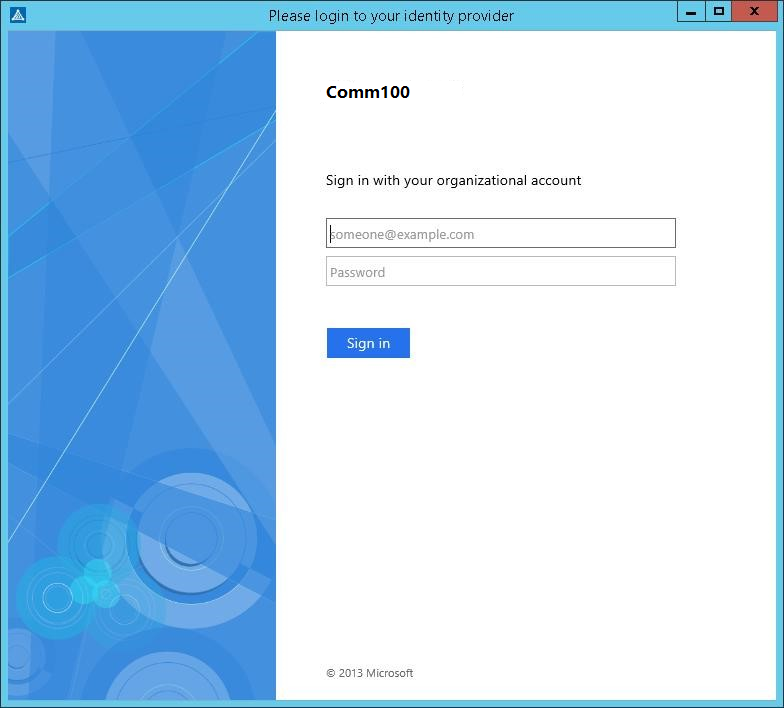 Please login to your identity provider
Comm100
Sign in with your organizational account
someone@example.com
Password
Sign in
© 2013 Microsoft